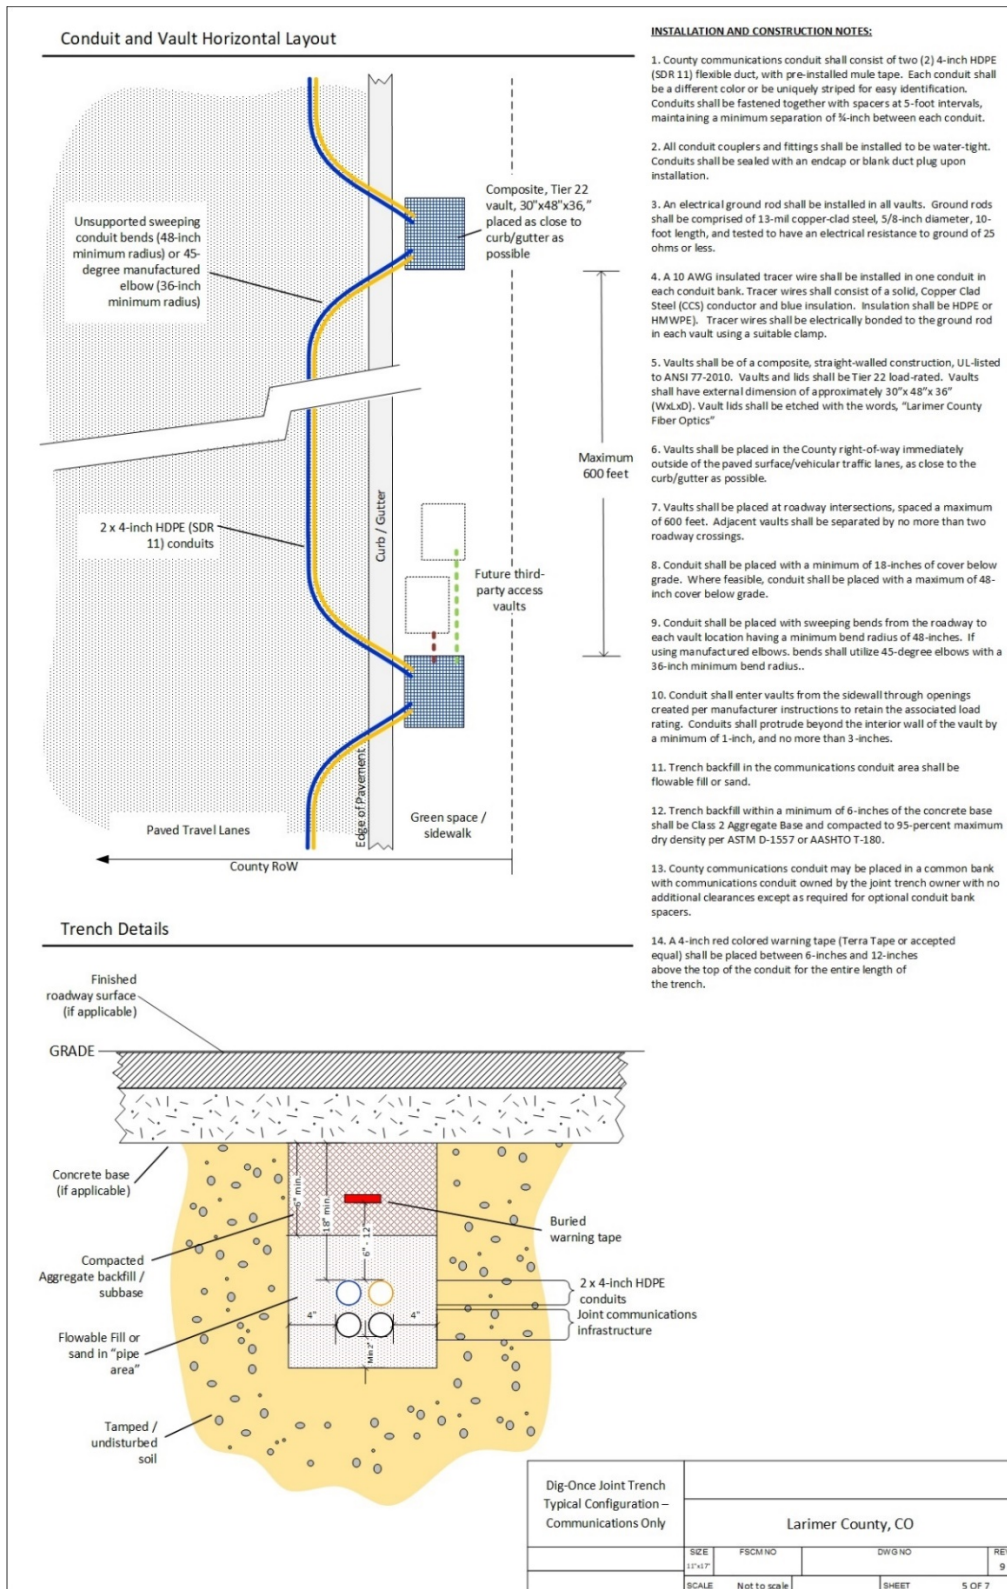 Conduit and Vault Horizontal Layout
Unsupported sweeping
conduit bends (48-inch
minimum radius) or 45-
degree manufactured
elbow (36-inch
minimum radius)
Composite, Tier 22
vault, 30"x48"x36,"
placed as close to
curb/gutter as
possible
Maximum
600 feet
Curb / Gutter
2 x 4-inch HDPE (SDR
11) conduits
Future third-
party access
vaults
Edge of Pavement
Paved Travel Lanes
Green space /
sidewalk
County RoW
INSTALLATION AND CONSTRUCTION NOTES:
1. County communications conduit shall consist of two (2) 4-inch HDPE
(SDR 11) flexible duct, with pre-installed mule tape. Each conduit shall
be a different color or be uniquely striped for easy identification.
Conduits shall be fastened together with spacers at 5-foot intervals,
maintaining a minimum separation of ¾-inch between each conduit.
2. All conduit couplers and fittings shall be installed to be water-tight.
Conduits shall be sealed with an endcap or blank duct plug upon
installation.
3. An electrical ground rod shall be installed in all vaults. Ground rods
shall be comprised of 13-mil copper-clad steel, 5/8-inch diameter, 10-
foot length, and tested to have an electrical resistance to ground of 25
ohms or less.
4. A 10 AWG insulated tracer wire shall be installed in one conduit in
each conduit bank. Tracer wires shall consist of a solid, Copper Clad
Steel (CCS) conductor and blue insulation. Insulation shall be HDPE or
HMWPE). Tracer wires shall be electrically bonded to the ground rod
in each vault using a suitable clamp.
5. Vaults shall be of a composite, straight-walled construction, UL-listed
to ANSI 77-2010. Vaults and lids shall be Tier 22 load-rated. Vaults
shall have external dimension of approximately 30"x 48"x 36"
(WxLxD). Vault lids shall be etched with the words, "Larimer County
Fiber Optics"
6. Vaults shall be placed in the County right-of-way immediately
outside of the paved surface/vehicular traffic lanes, as close to the
curb/gutter as possible.
7. Vaults shall be placed at roadway intersections, spaced a maximum
of 600 feet. Adjacent vaults shall be separated by no more than two
roadway crossings.
8. Conduit shall be placed with a minimum of 18-inches of cover below
grade. Where feasible, conduit shall be placed with a maximum of 48-
inch cover below grade.
9. Conduit shall be placed with sweeping bends from the roadway to
each vault location having a minimum bend radius of 48-inches. If
using manufactured elbows. bends shall utilize 45-degree elbows with a
36-inch minimum bend radius..
10. Conduit shall enter vaults from the sidewall through openings
created per manufacturer instructions to retain the associated load
rating. Conduits shall protrude beyond the interior wall of the vault by
a minimum of 1-inch, and no more than 3-inches.
11. Trench backfill in the communications conduit area shall be
flowable fill or sand.
12. Trench backfill within a minimum of 6-inches of the concrete base
shall be Class 2 Aggregate Base and compacted to 95-percent maximum
dry density per ASTM D-1557 or AASHTO T-180.
13. County communications conduit may be placed in a common bank
with communications conduit owned by the joint trench owner with no
additional clearances except as required for optional conduit bank
spacers.
14. A 4-inch red colored warning tape (Terra Tape or accepted
equal) shall be placed between 6-inches and 12-inches
above the top of the conduit for the entire length of
the trench.
Trench Details
Finished
roadway surface
(if applicable)
GRADE
Concrete base
(if applicable)
6" min.
18" min.
6" - 12"
Buried
warning tape
Compacted
Aggregate backfill /
subbase
2 x 4-inch HDPE
conduits
4"
4"
Joint communications
infrastructure
Flowable Fill or
sand in "pipe
area"
Min 2"
Tamped /
undisturbed
soil
Dig-Once Joint Trench
Typical Configuration –
Communications Only
Larimer County, CO
SIZE
FSCM NO
DWG NO
REV
11"x17"
9
SCALE
Not to scale
SHEET
5 OF 7